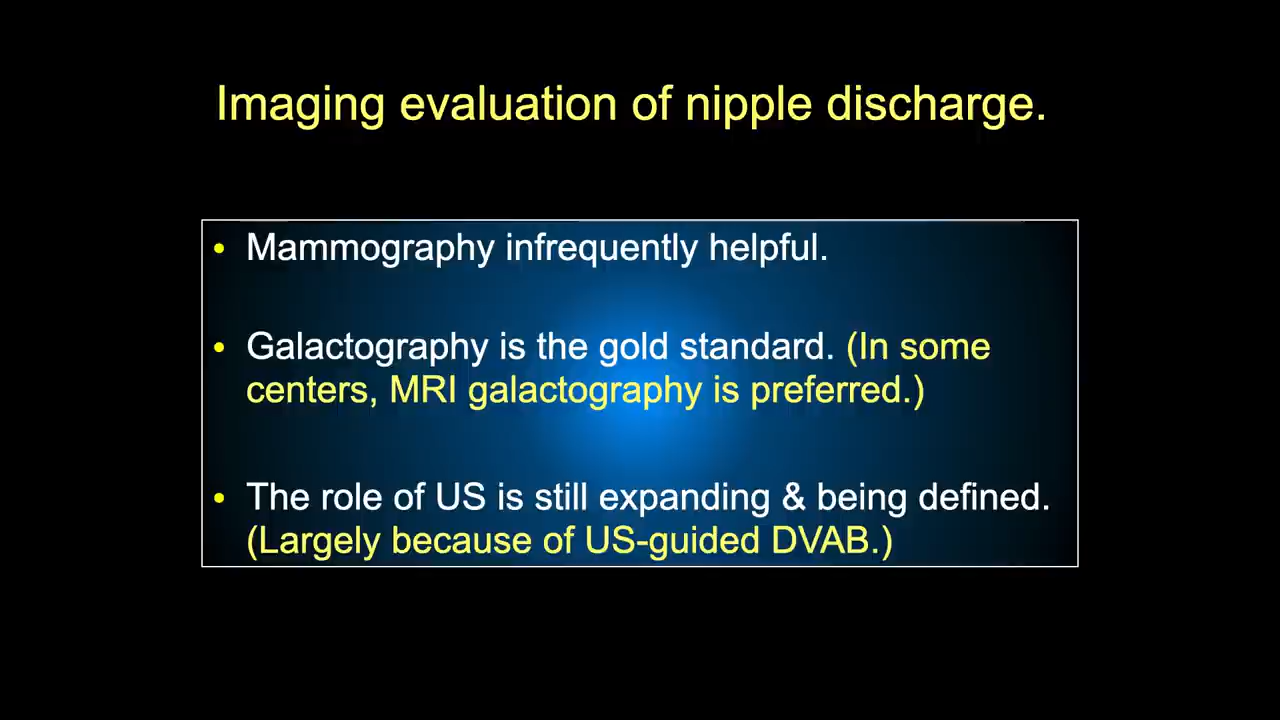 Imaging evaluation of nipple discharge.
• Mammography infrequently helpful.
• Galactography is the gold standard. (In some
centers, MRI galactography is preferred.)
• The role of US is still expanding & being defined.
(Largely because of US-guided DVAB.)